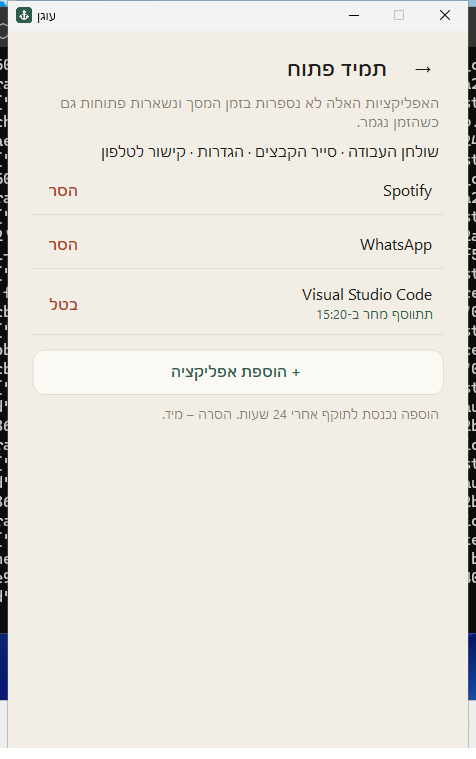 עוגן
תמיד פתוח
האפליקציות האלה לא נספרות בזמן המסך ונשארות פתוחות גם
כשהזמן נגמר.
שולחן העבודה · סייר הקבצים · הגדרות · קישור לטלפון
Spotify הסר
WhatsApp הסר
Visual Studio Code בטל
תתווסף מחר ב-15:20
+ הוספת אפליקציה
הוספה נכנסת לתוקף אחרי 24 שעות. הסרה – מיד.